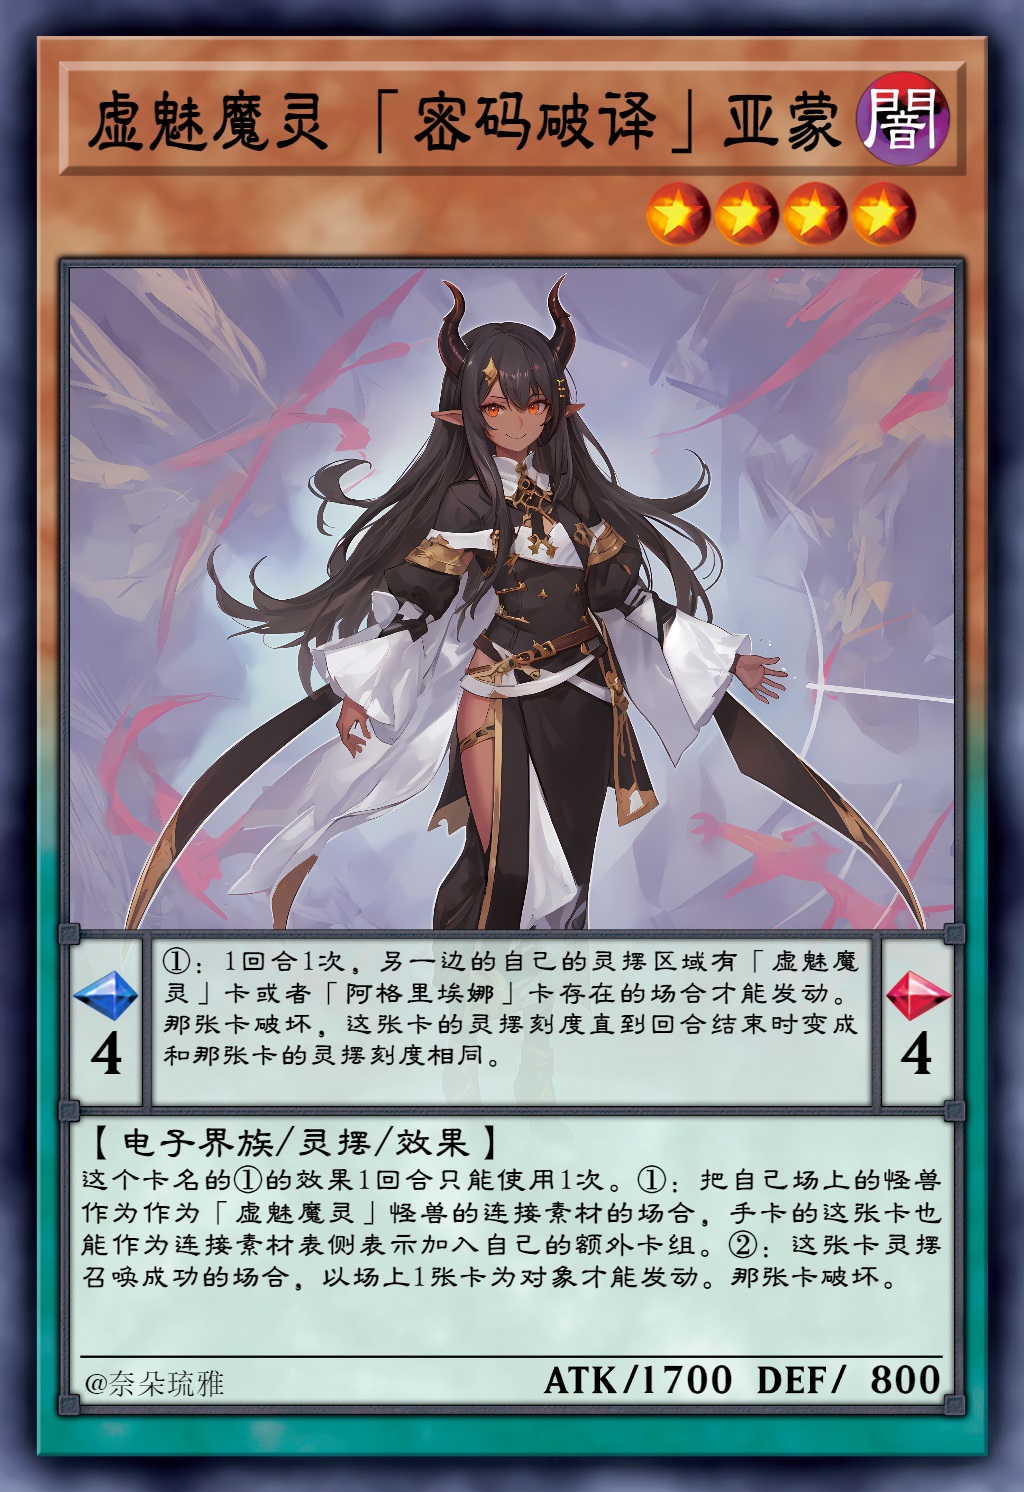 虚魅魔灵「密码破译」亚蒙 闇
①：1回合1次，另一边的自己的灵摆区域有「虚魅魔
灵」卡或者「阿格里埃娜」卡存在的场合才能发动。
那张卡破坏，这张卡的灵摆刻度直到回合结束时变成
和那张卡的灵摆刻度相同。
4
4
【电子界族/灵摆/效果】
这个卡名的①的效果1回合只能使用1次。①：把自己场上的怪兽
作为作为「虚魅魔灵」怪兽的连接素材的场合，手卡的这张卡也
能作为连接素材表侧表示加入自己的额外卡组。②：这张卡灵摆
召唤成功的场合，以场上1张卡为对象才能发动。那张卡破坏。
@奈朵琉雅 ATK/1700 DEF/ 800